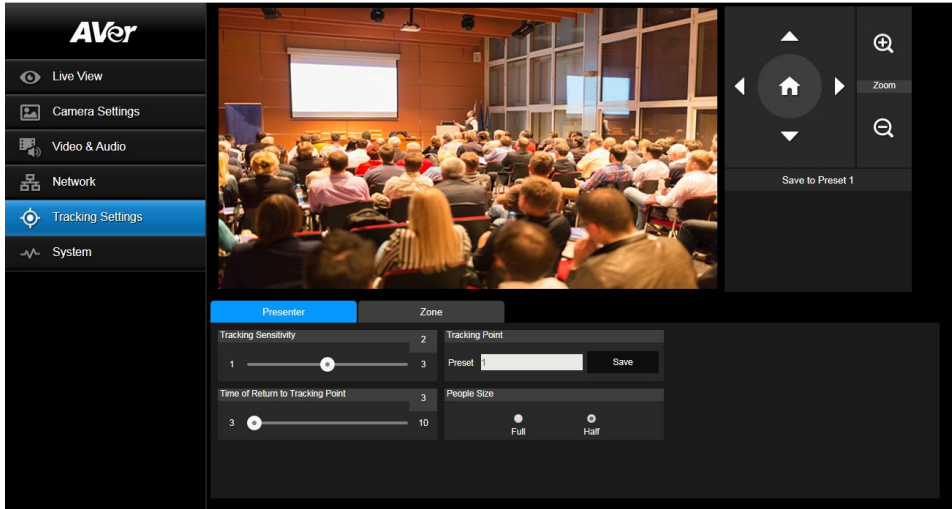 AVer
Live View
Camera Settings
Video & Audio
Network
Tracking Settings
System
Zoom
Save to Preset 1
Presenter
Zone
Tracking Sensitivity
2
1
3
Tracking Point
Preset
1
Save
Time of Return to Tracking Point
3
3
10
People Size
Full
Half